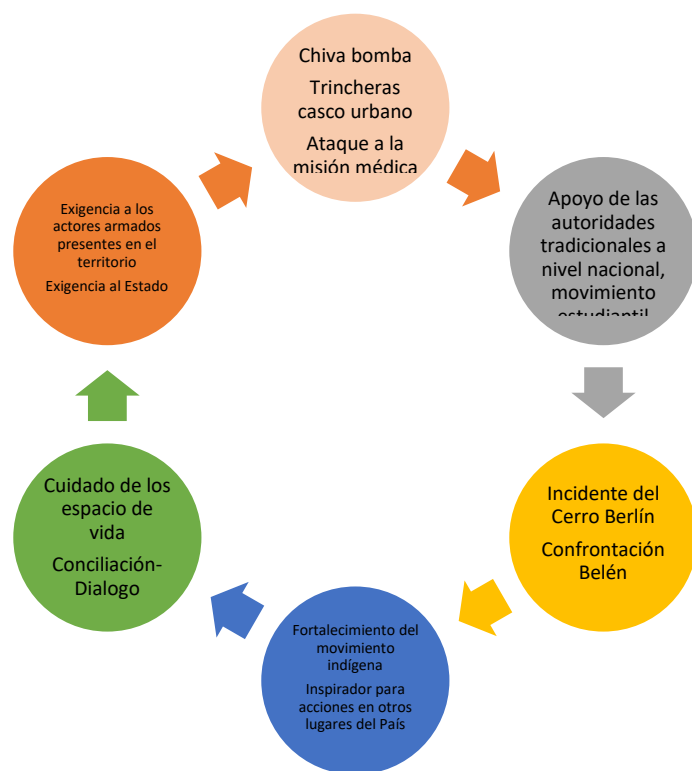 Chiva bomba
Trincheras
casco urbano
Ataque a la
misión médica
Apoyo de las
autoridades
tradicionales a
nivel nacional,
movimiento
estudiantil
Incidente del
Cerro Berlín
Confrontación
Belén
Fortalecimiento del
movimiento
indígena
Inspirador para
acciones en otros
lugares del País
Cuidado de los
espacio de
vida
Conciliación-
Dialogo
Exigencia a los
actores armados
presentes en el
territorio
Exigencia al Estado